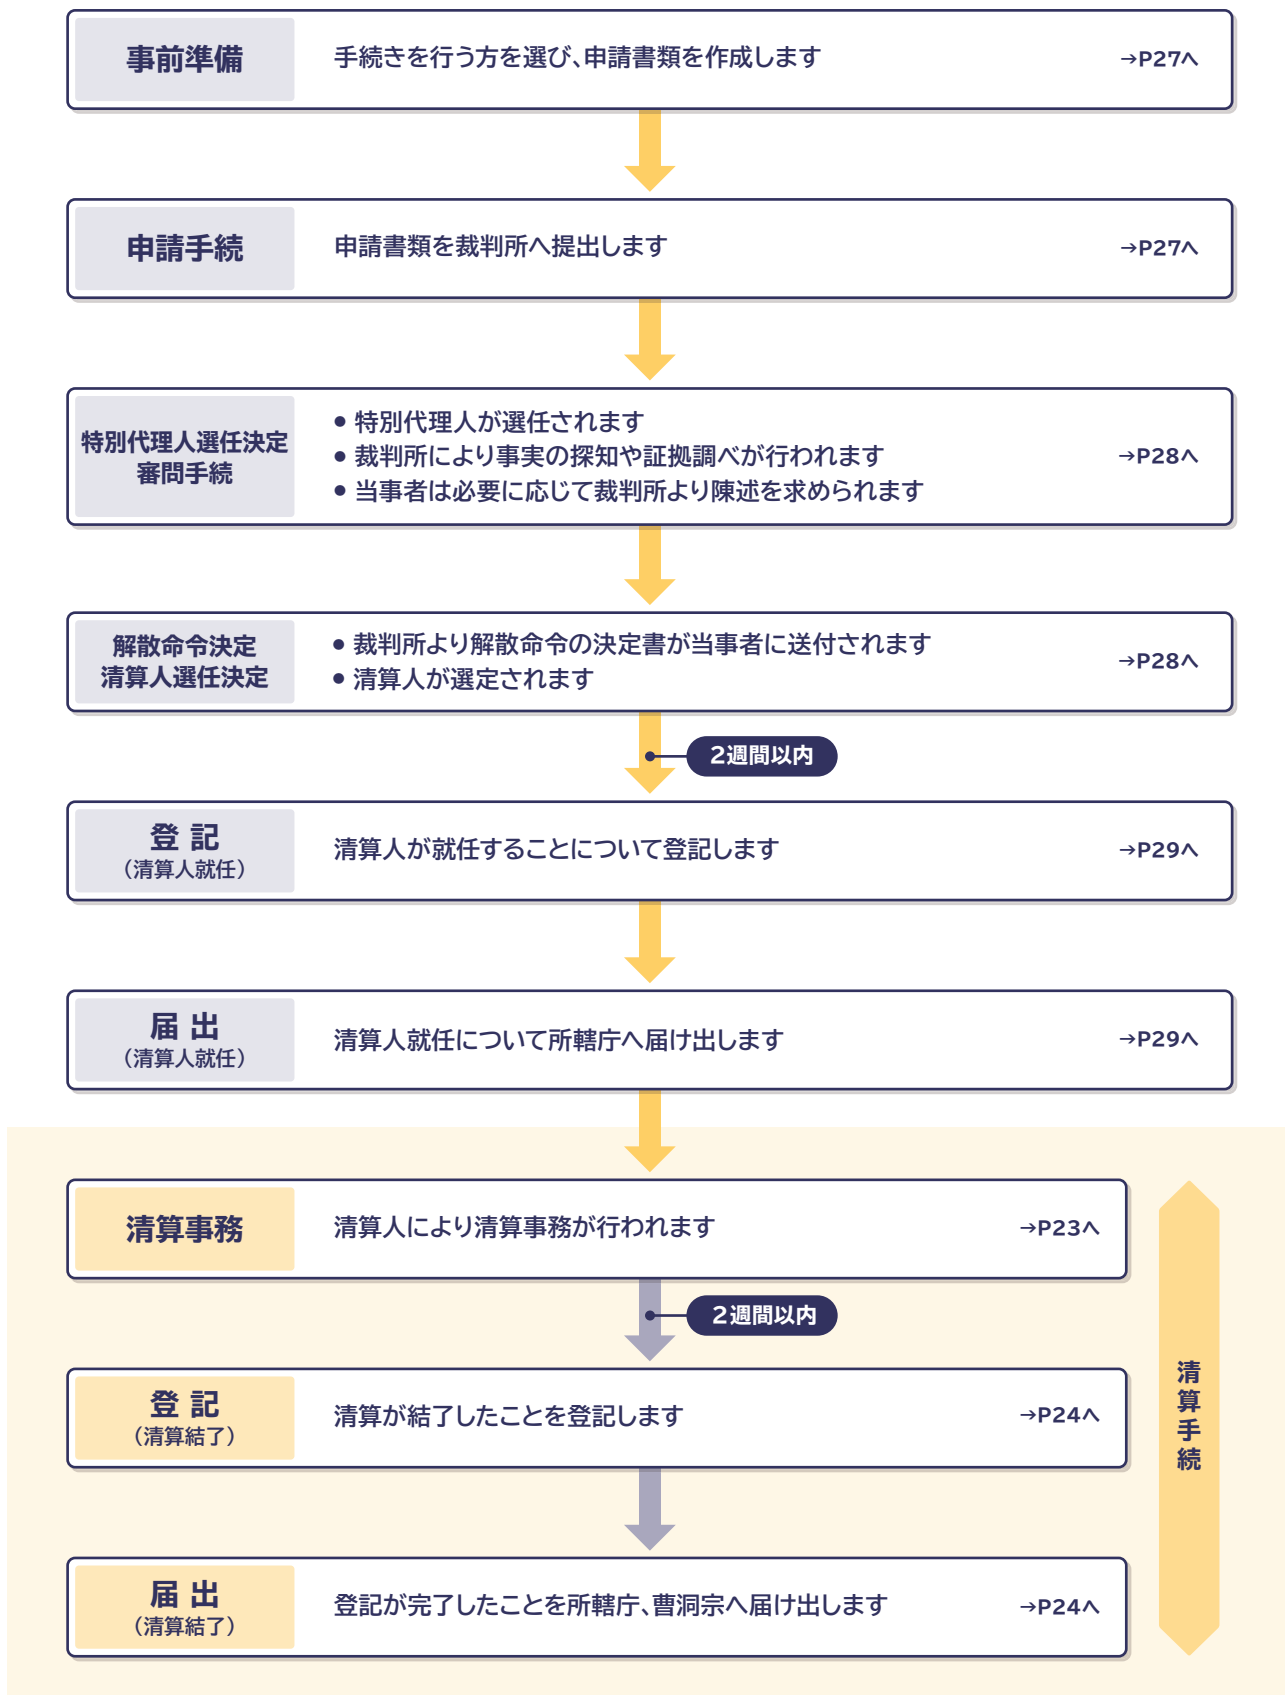 事前準備
手続きを行う方を選び、申請書類を作成します
→P27へ
申請手続
申請書類を裁判所へ提出します
→P27へ
特別代理人選任決定
審問手続
● 特別代理人が選任されます
● 裁判所により事実の探知や証拠調べが行われます
● 当事者は必要に応じて裁判所より陳述を求められます
→P28へ
解散命令決定
清算人選任決定
● 裁判所より解散命令の決定書が当事者に送付されます
● 清算人が選定されます
→P28へ
2週間以内
登 記
（清算人就任）
清算人が就任することについて登記します
→P29へ
届 出
（清算人就任）
清算人就任について所轄庁へ届け出します
→P29へ
清算事務
清算人により清算事務が行われます
→P23へ
2週間以内
登 記
（清算結了）
清算が結了したことを登記します
→P24へ
届 出
（清算結了）
登記が完了したことを所轄庁、曹洞宗へ届け出します
→P24へ
清算手続